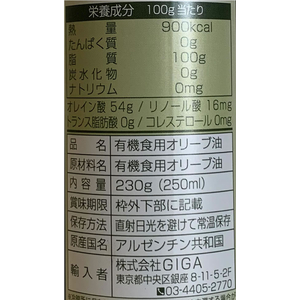 栄養成分 100g当たり
熱量 900kcal
たんぱく質 0g
脂質 100g
炭水化物 0g
ナトリウム 0mg
オレイン酸 54g / リノール酸 16mg
トランス脂肪酸 0g / コレステロール 0mg
品名 有機食用オリーブ油
原材料名 有機食用オリーブ油
内容量 230g (250ml)
賞味期限 枠外下部に記載
保存方法 直射日光を避けて常温保存
原産国名 アルゼンチン共和国
輸入者 株式会社GIGA
東京都中央区銀座8-11-5-2F
☎03-4405-2770